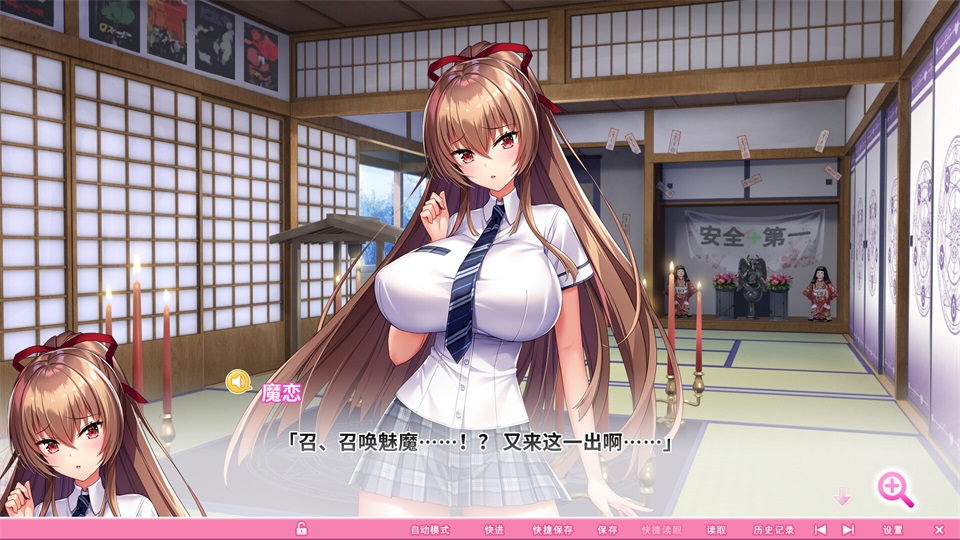 安全+第一
魔恋
「召、召唤魅魔……！？ 又来这一出啊……」
自动模式 快进 快捷保存 保存 快捷读取 读取 历史记录 设置